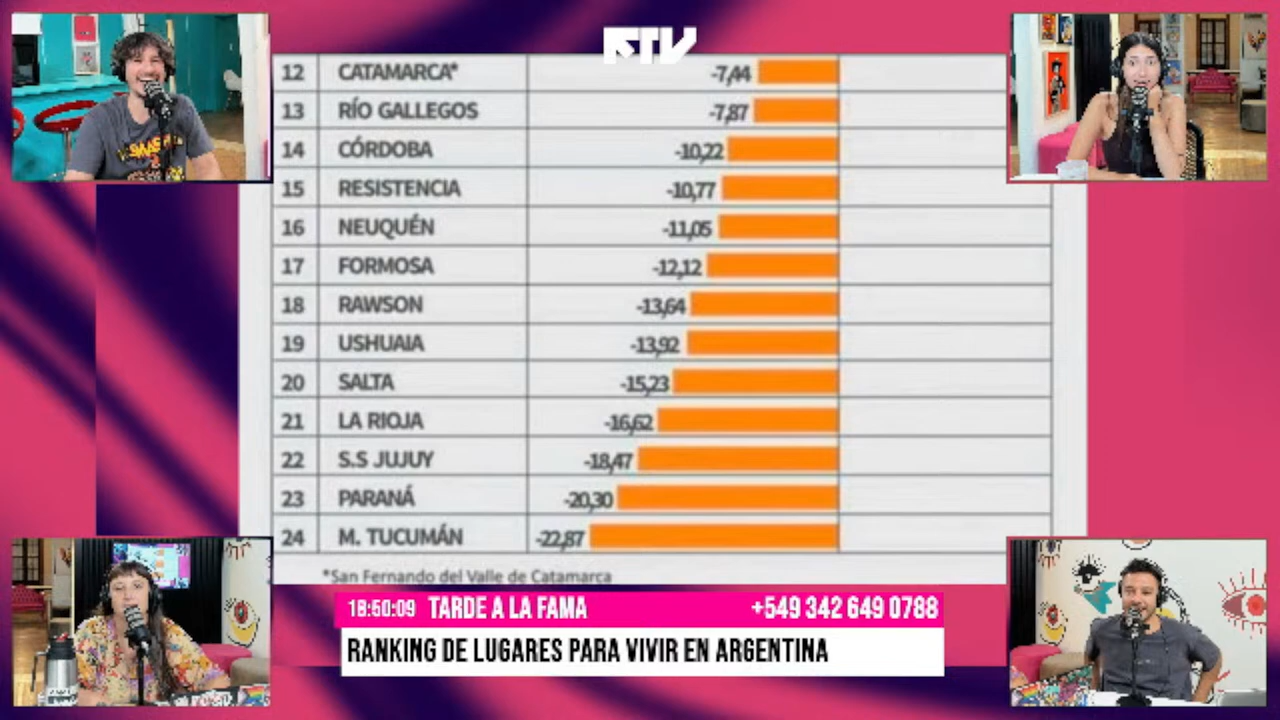 RTV
12 CATAMARCA* -7,44
13 RÍO GALLEGOS -7,87
14 CÓRDOBA -10,22
15 RESISTENCIA -10,77
16 NEUQUÉN -11,05
17 FORMOSA -12,12
18 RAWSON -13,64
19 USHUAIA -13,92
20 SALTA -15,23
21 LA RIOJA -16,62
22 S.S JUJUY -18,47
23 PARANÁ -20,30
24 M. TUCUMÁN -22,87
*San Fernando del Valle de Catamarca
18:50:09 TARDE A LA FAMA +549 342 649 0788
RANKING DE LUGARES PARA VIVIR EN ARGENTINA